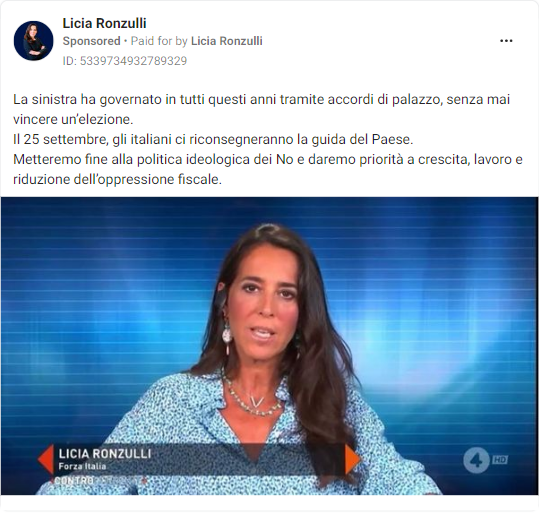 Licia Ronzulli
Sponsored • Paid for by Licia Ronzulli
ID: 5339734932789329
La sinistra ha governato in tutti questi anni tramite accordi di palazzo, senza mai
vincere un’elezione.
Il 25 settembre, gli italiani ci riconsegneranno la guida del Paese.
Metteremo fine alla politica ideologica dei No e daremo priorità a crescita, lavoro e
riduzione dell’oppressione fiscale.
LICIA RONZULLI
Forza Italia
4 HD
CONTRO